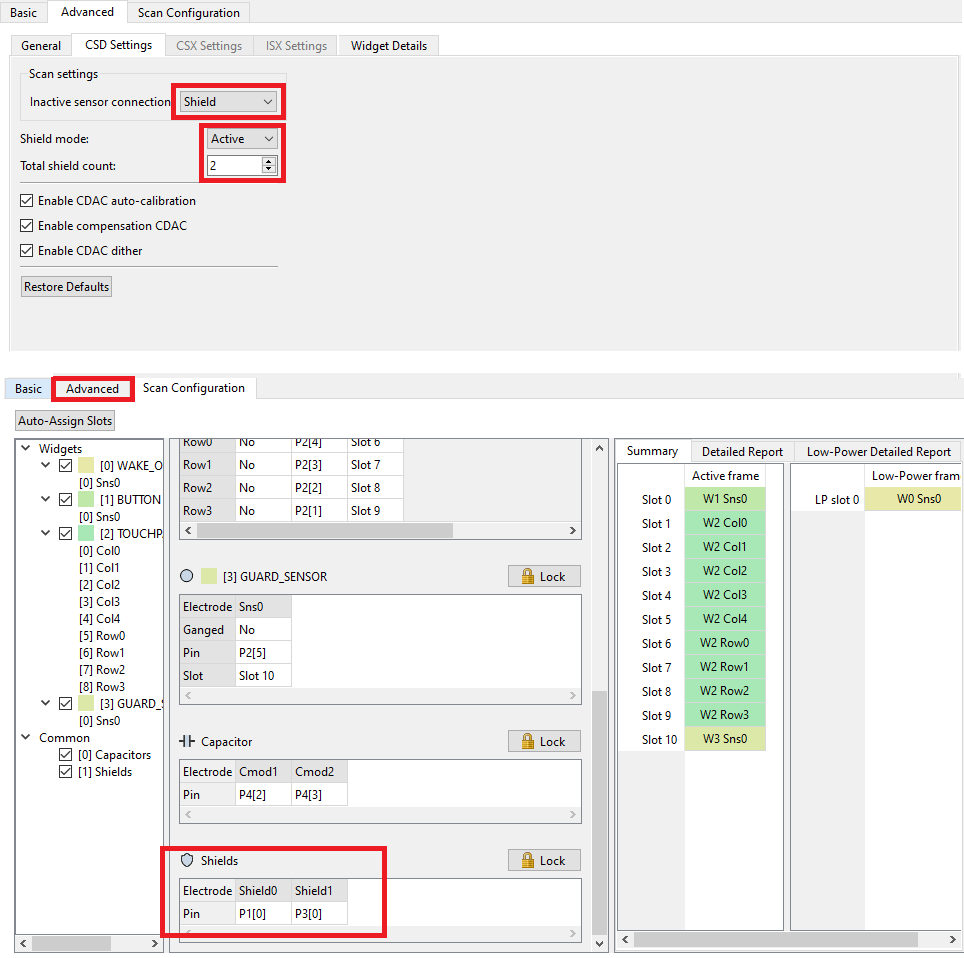 Basic Advanced Scan Configuration
General CSD Settings CSX Settings ISX Settings Widget Details
Scan settings
Inactive sensor connection Shield
Shield mode: Active
Total shield count: 2
Enable CDAC auto-calibration
Enable compensation CDAC
Enable CDAC dither
Restore Defaults
Basic Advanced Scan Configuration
Auto-Assign Slots
Widgets
[0] WAKE_O
[0] Sns0
[1] BUTTON
[0] Sns0
[2] TOUCHP
[0] Col0
[1] Col1
[2] Col2
[3] Col3
[4] Col4
[5] Row0
[6] Row1
[7] Row2
[8] Row3
[3] GUARD_S
[0] Sns0
Common
[0] Capacitors
[1] Shields
Row0 No P2[4] Slot 6
Row1 No P2[3] Slot 7
Row2 No P2[2] Slot 8
Row3 No P2[1] Slot 9
[3] GUARD_SENSOR Lock
Electrode Sns0
Ganged No
Pin P2[5]
Slot Slot 10
Capacitor Lock
Electrode Cmod1 Cmod2
Pin P4[2] P4[3]
Shields Lock
Electrode Shield0 Shield1
Pin P1[0] P3[0]
Summary Detailed Report Low-Power Detailed Report
Active frame
Slot 0 W1 Sns0
Slot 1 W2 Col0
Slot 2 W2 Col1
Slot 3 W2 Col2
Slot 4 W2 Col3
Slot 5 W2 Col4
Slot 6 W2 Row0
Slot 7 W2 Row1
Slot 8 W2 Row2
Slot 9 W2 Row3
Slot 10 W3 Sns0
Low-Power fram
LP slot 0 W0 Sns0